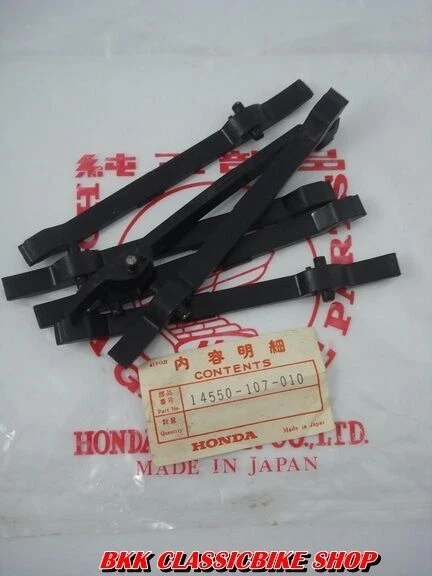 純正部品
HONDA
GENUINE PARTS
内容明細
CONTENTS
部品番号
Part No.
14550-107-010
数量
Quantity
HONDA
Made in Japan
HONDA CO., LTD.
MADE IN JAPAN
BKK CLASSICBIKE SHOP